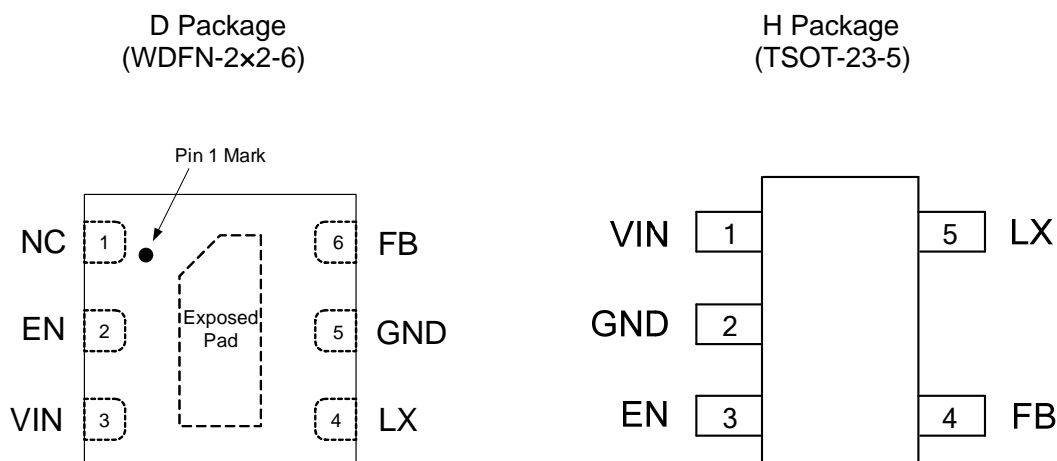 D Package
(WDFN-2×2-6)
Pin 1 Mark
NC 1
6 FB
EN 2
Exposed
Pad
5 GND
VIN 3
4 LX
H Package
(TSOT-23-5)
VIN 1
5 LX
GND 2
EN 3
4 FB